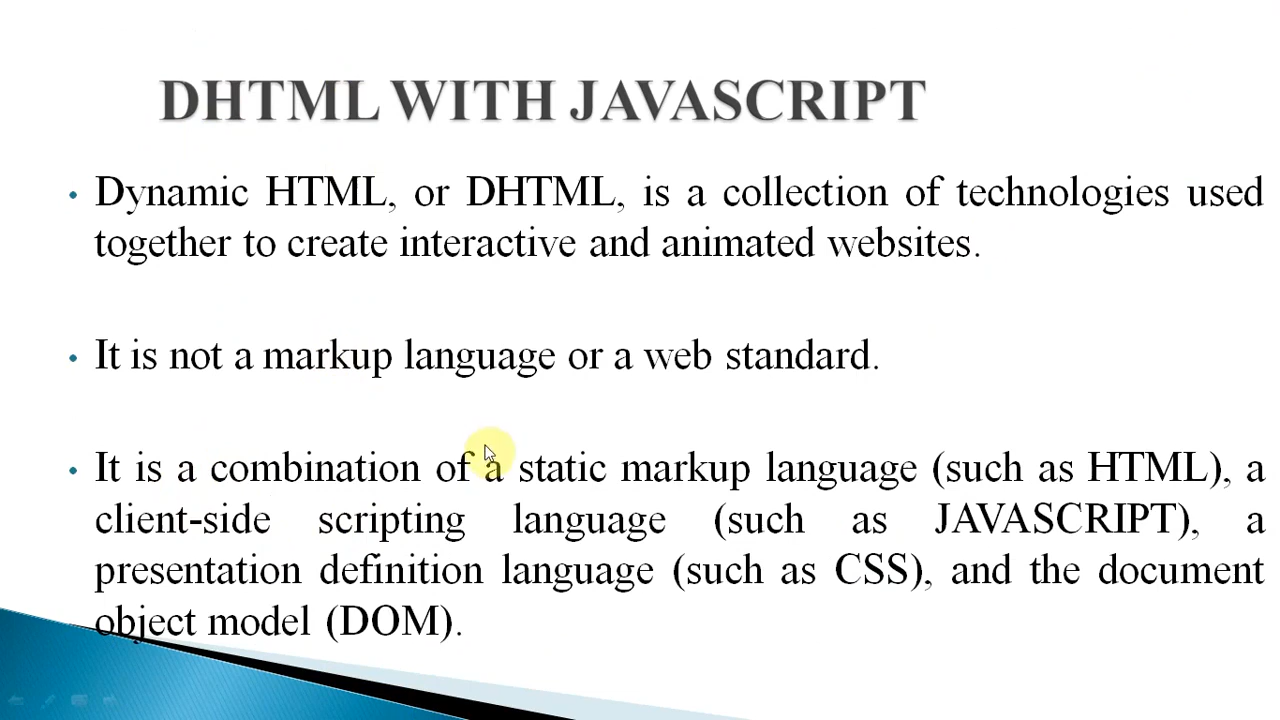 DHTML WITH JAVASCRIPT
• Dynamic HTML, or DHTML, is a collection of technologies used
together to create interactive and animated websites.
• It is not a markup language or a web standard.
• It is a combination of a static markup language (such as HTML), a
client-side scripting language (such as JAVASCRIPT), a
presentation definition language (such as CSS), and the document
object model (DOM).